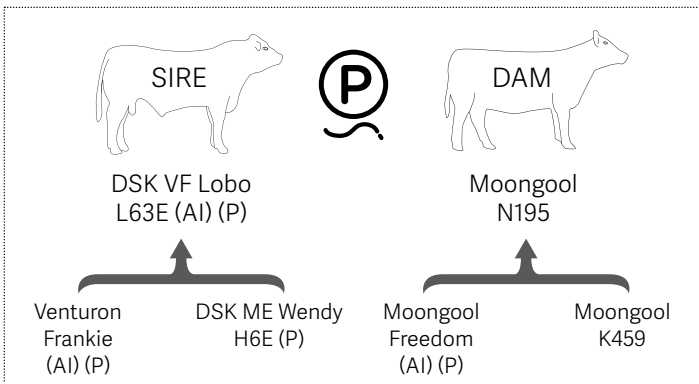 SIRE
P
DAM
DSK VF Lobo
L63E (AI) (P)
Moongool
N195
Venturon
Frankie
(AI) (P)
DSK ME Wendy
H6E (P)
Moongool
Freedom
(AI) (P)
Moongool
K459